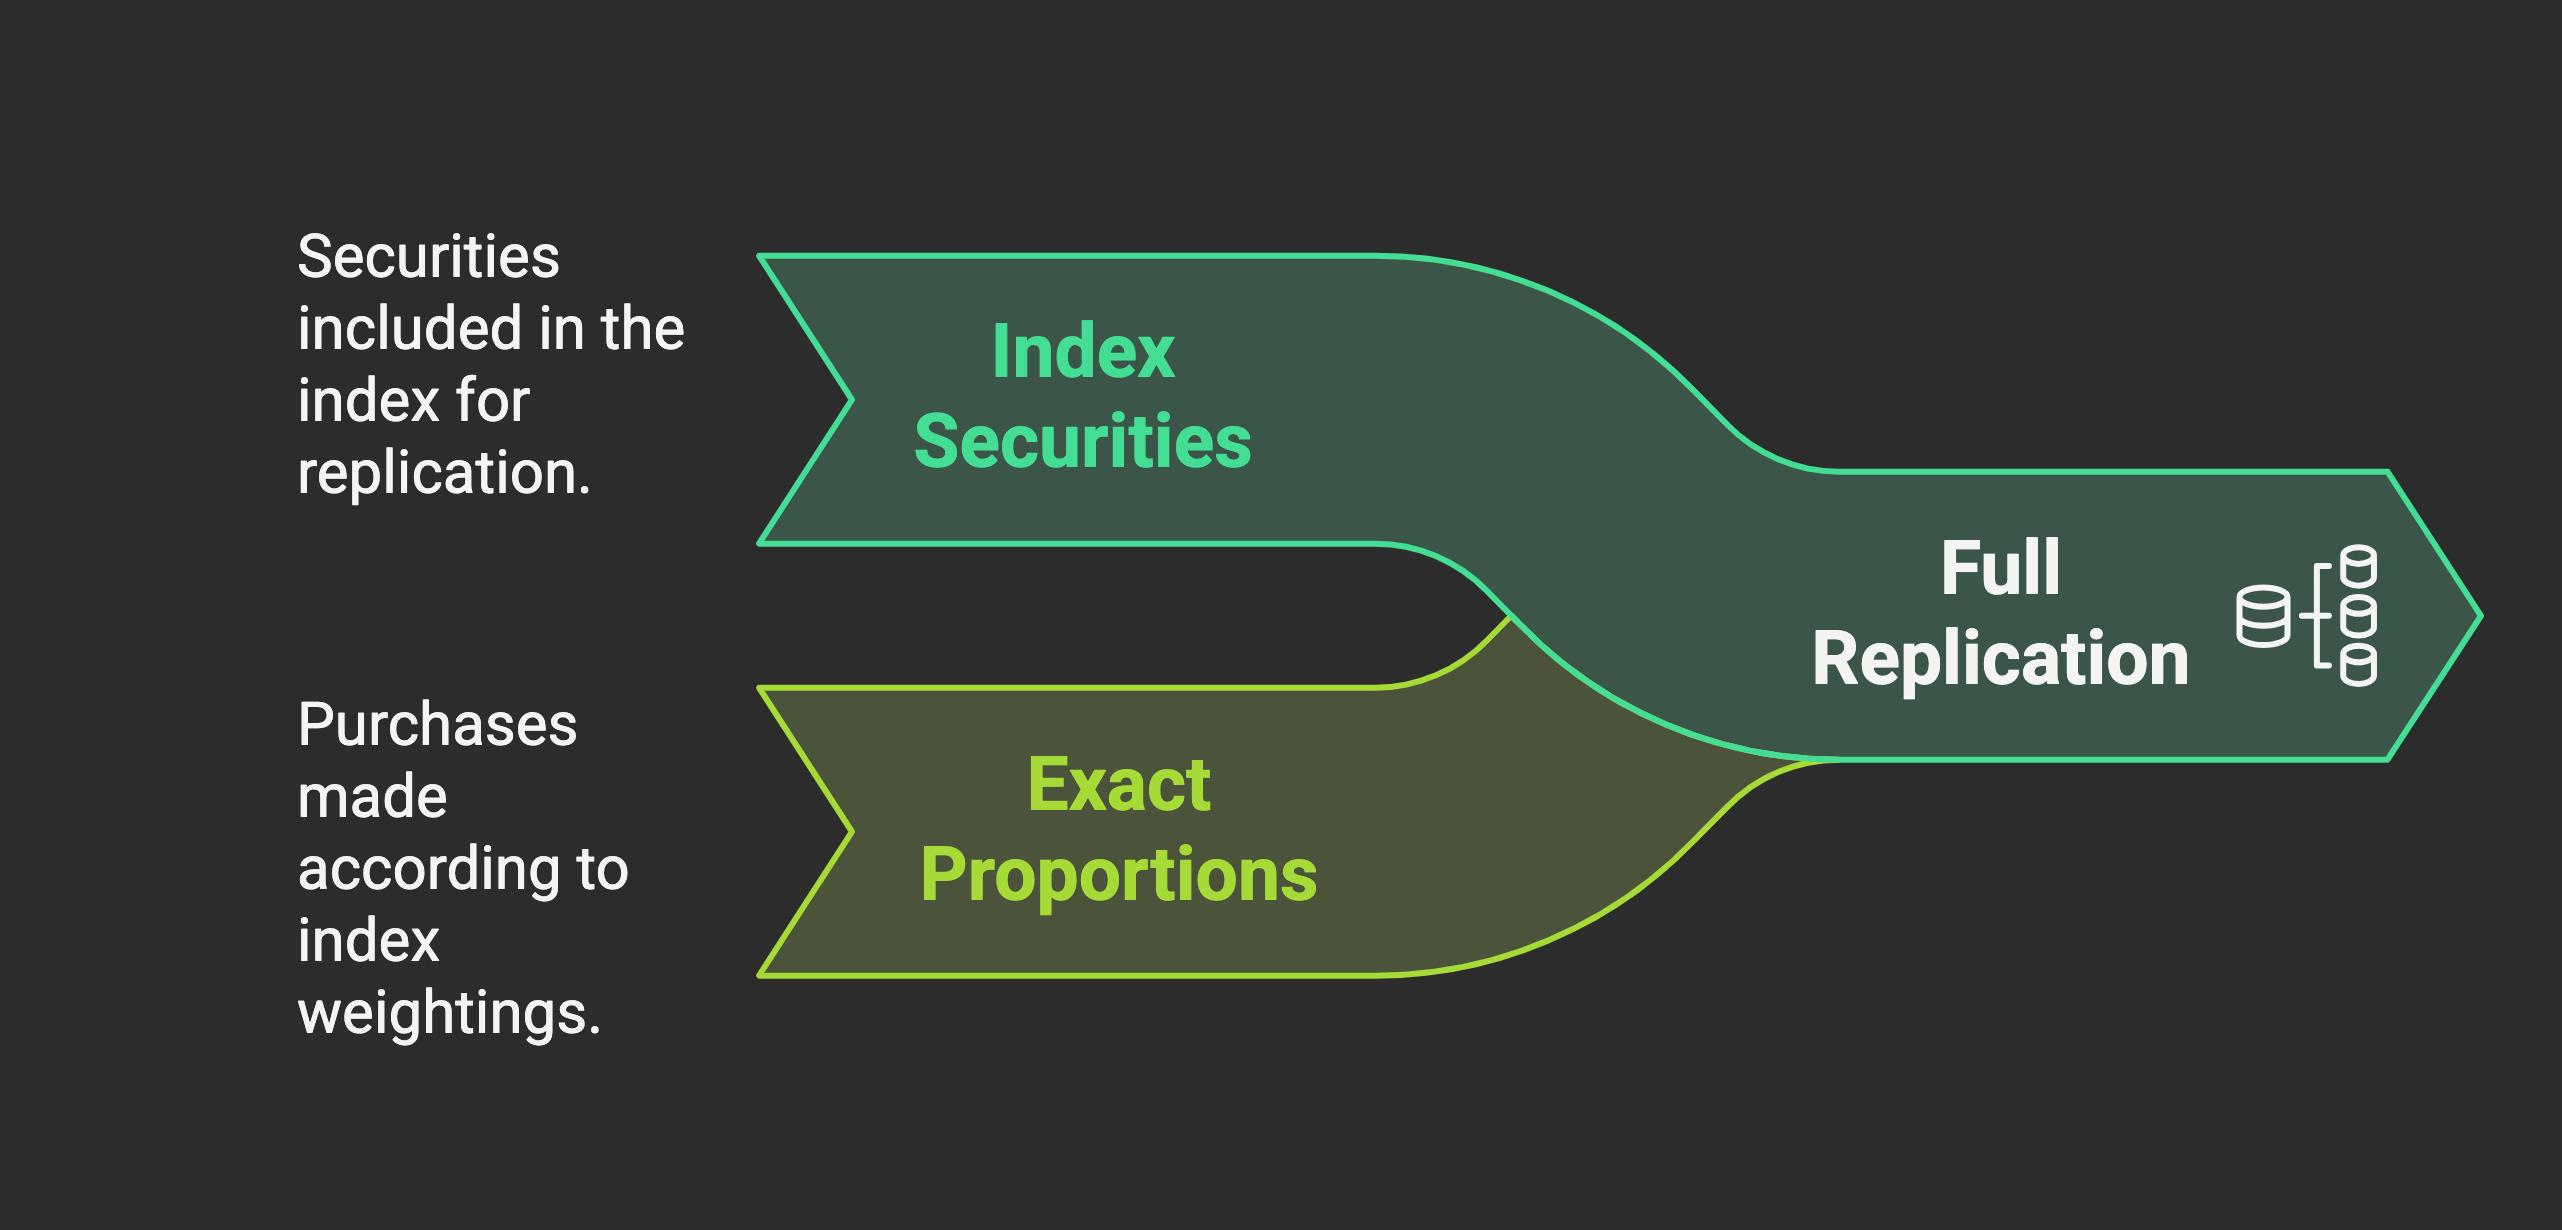 Securities
included in the
index for
replication.
Index
Securities
Full
Replication
Purchases
made
according to
index
weightings.
Exact
Proportions